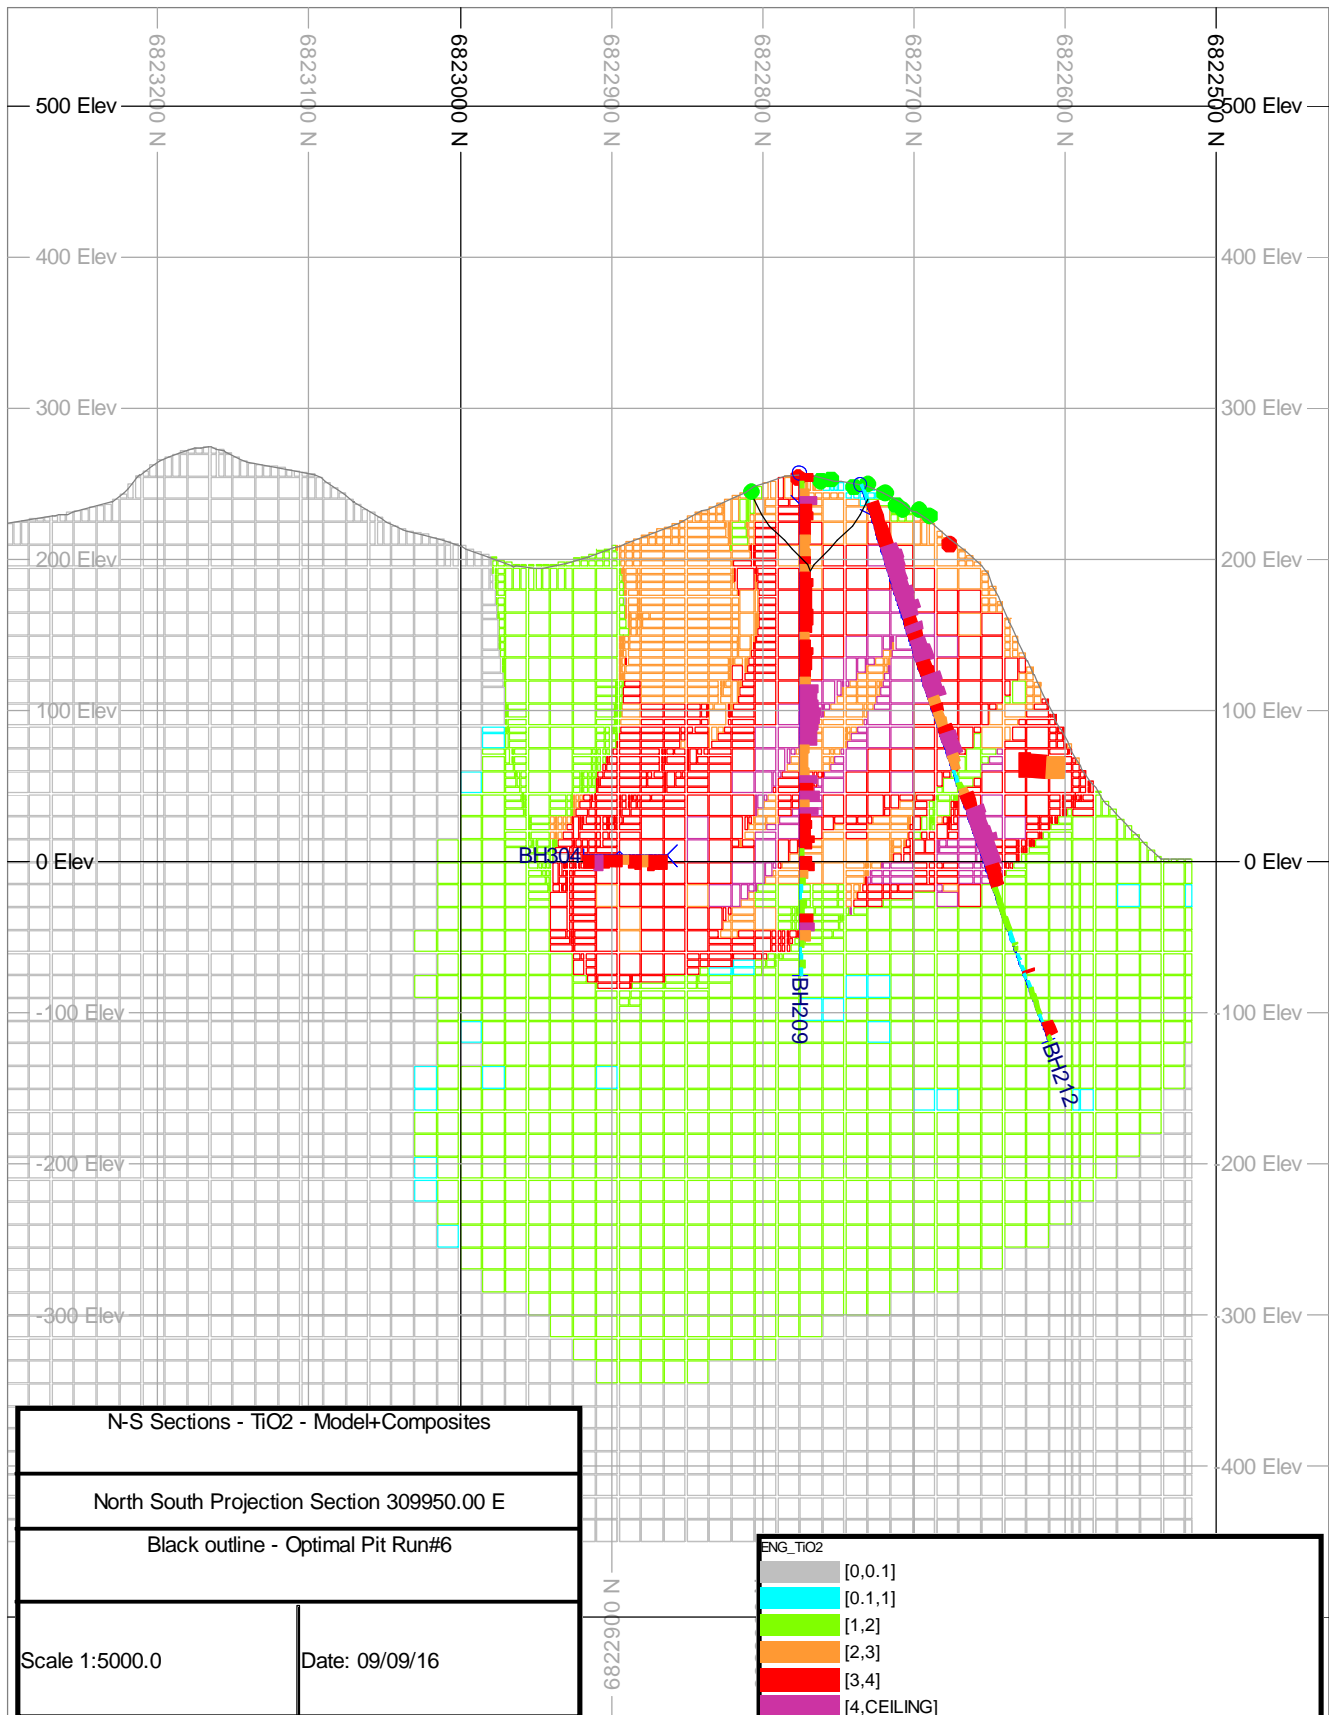 6823200 N
6823100 N
6823000 N
6822900 N
6822800 N
6822700 N
6822600 N
6822500 N
500 Elev
500 Elev
400 Elev
400 Elev
300 Elev
300 Elev
200 Elev
200 Elev
100 Elev
100 Elev
BH304
0 Elev
0 Elev
BH209
-100 Elev
-100 Elev
BH212
-200 Elev
-200 Elev
-300 Elev
-300 Elev
-400 Elev
N-S Sections - TiO2 - Model+Composites
North South Projection Section 309950.00 E
Black outline - Optimal Pit Run#6
Scale 1:5000.0
Date: 09/09/16
6822900 N
ENG_TiO2
[0,0.1]
[0.1,1]
[1,2]
[2,3]
[3,4]
[4,CEILING]